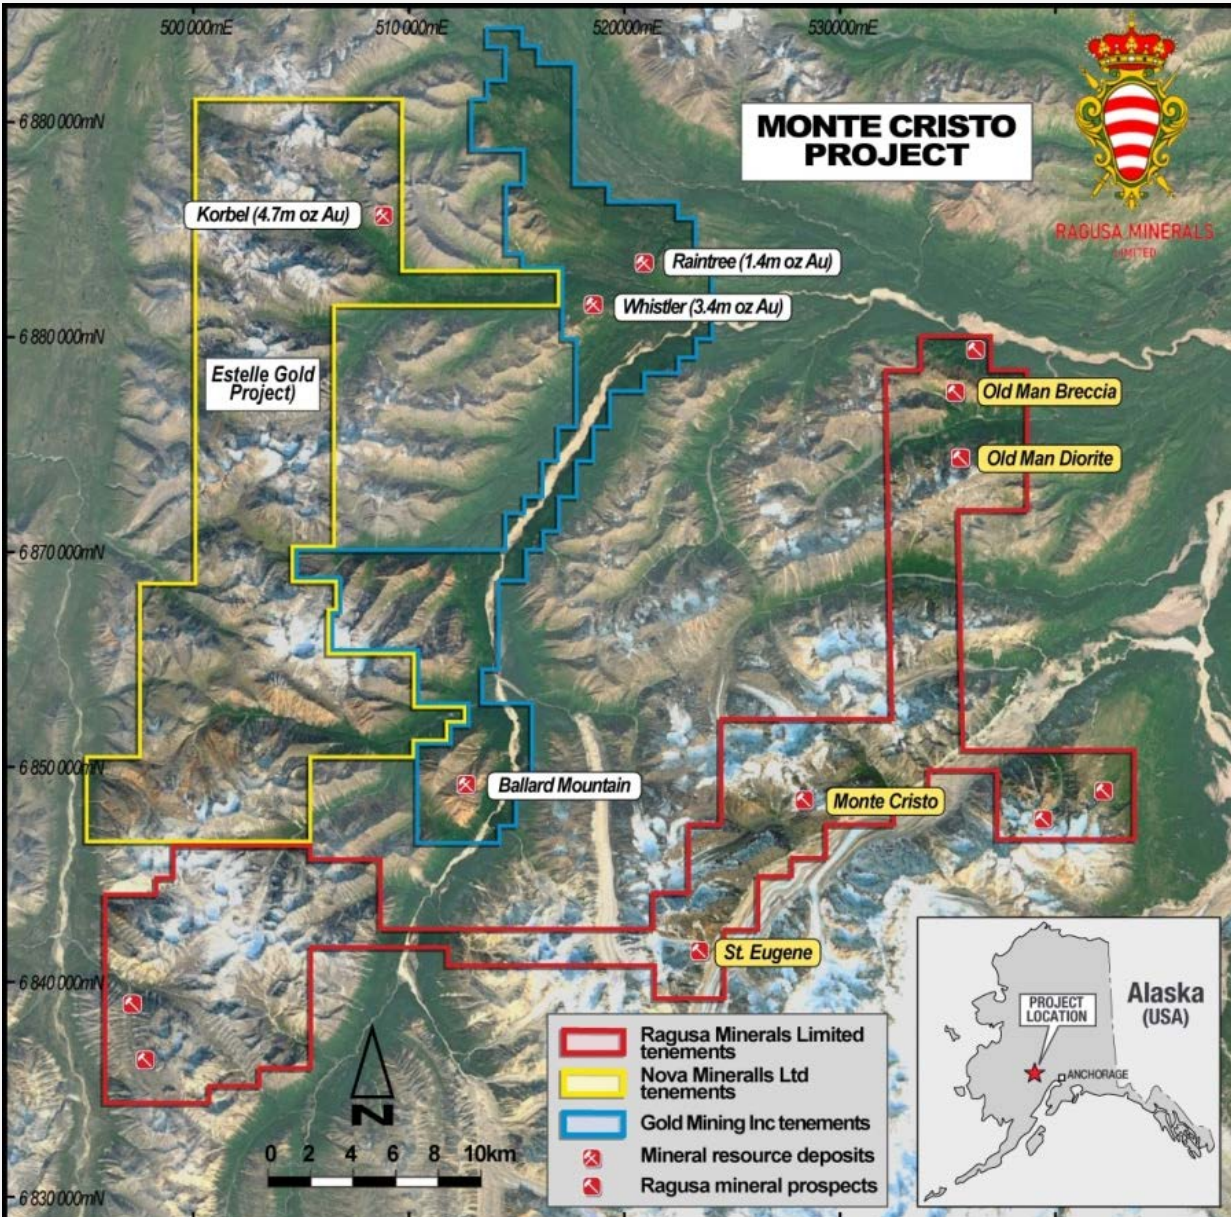 500 000mE
510 000mE
520 000mE
530 000mE
6 880 000mN
MONTE CRISTO
PROJECT
RAGUSA MINERALS
LIMITED
Korbel (4.7m oz Au)
Raintree (1.4m oz Au)
Whistler (3.4m oz Au)
6 880 000mN
Estelle Gold
Project)
Old Man Breccia
Old Man Diorite
6 870 000mN
6 850 000mN
Ballard Mountain
Monte Cristo
St. Eugene
6 840 000mN
N
0 2 4 6 8 10km
6 830 000mN
Ragusa Minerals Limited
tenements
Nova Mineralls Ltd
tenements
Gold Mining Inc tenements
Mineral resource deposits
Ragusa mineral prospects
Alaska
(USA)
PROJECT
LOCATION
ANCHORAGE